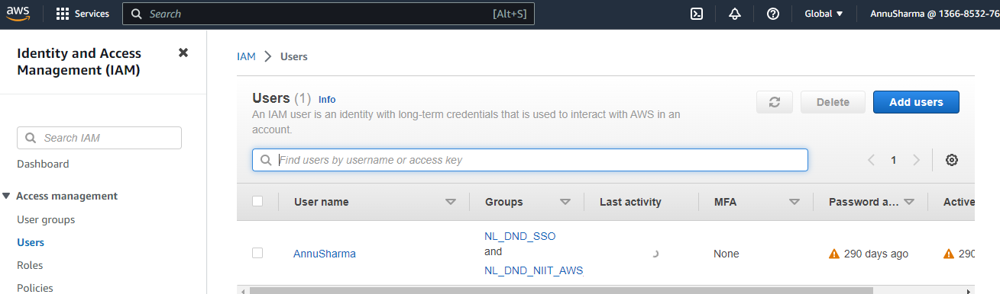 aws
Services
Search
[Alt+S]
Global
AnnuSharma @ 1366-8532-76
Identity and Access
Management (IAM)
Search IAM
Dashboard
Access management
User groups
Users
Roles
Policies
IAM > Users
Users (1) Info
An IAM user is an identity with long-term credentials that is used to interact with AWS in an
account.
Delete
Add users
Find users by username or access key
1
User name
Groups
Last activity
MFA
Password a...
Active
AnnuSharma
NL_DND_SSO
and
NL_DND_NIIT_AWS
None
290 days ago
290